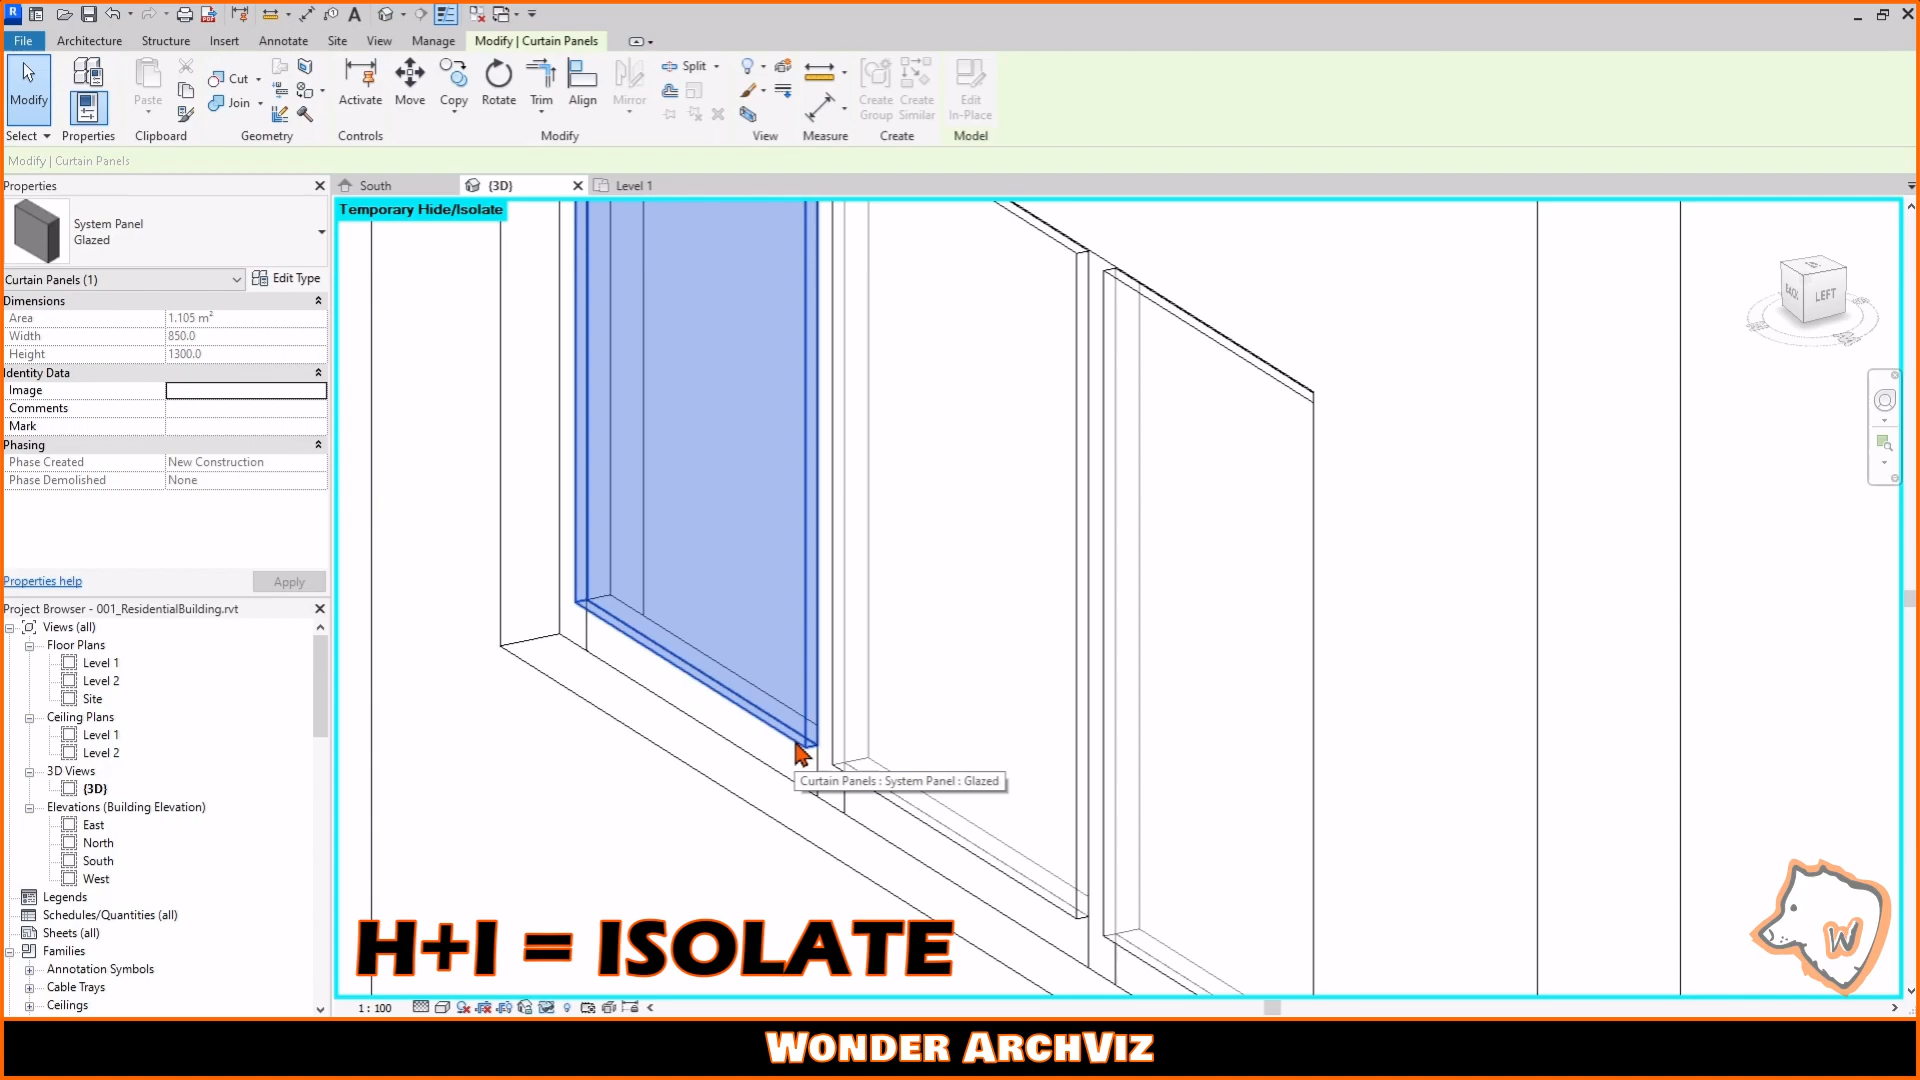 File Architecture Structure Insert Annotate Site View Manage Modify | Curtain Panels
Modify Paste Cut Join Activate Move Copy Rotate Trim Align Mirror Split Create Group Create Similar Edit In-Place
Select Properties Clipboard Geometry Controls Modify View Measure Create Model
Modify | Curtain Panels
Properties
South
{3D}
Level 1
System Panel
Glazed
Temporary Hide/Isolate
Curtain Panels (1)
Edit Type
Dimensions
Area 1.105 m²
Width 850.0
Height 1300.0
Identity Data
Image
Comments
Mark
Phasing
Phase Created New Construction
Phase Demolished None
Properties help
Apply
BACK LEFT
Curtain Panels : System Panel : Glazed
Project Browser - 001_ResidentialBuilding.rvt
Views (all)
Floor Plans
Level 1
Level 2
Site
Ceiling Plans
Level 1
Level 2
3D Views
{3D}
Elevations (Building Elevation)
East
North
South
West
Legends
Schedules/Quantities (all)
Sheets (all)
Families
Annotation Symbols
Cable Trays
Ceilings
H+I = ISOLATE
W
1 : 100
WONDER ARCHVIZ